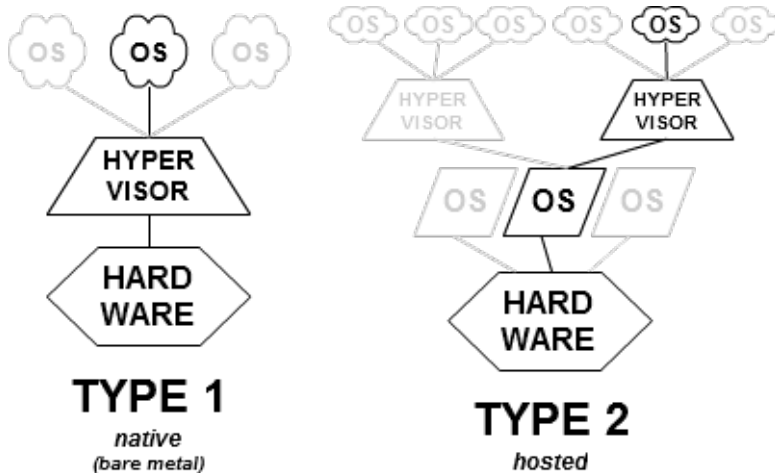 OS OS OS
HYPER
VISOR
HARD
WARE
TYPE 1
native
(bare metal)
OS OS OS OS OS OS
HYPER
VISOR
HYPER
VISOR
OS OS OS
HARD
WARE
TYPE 2
hosted